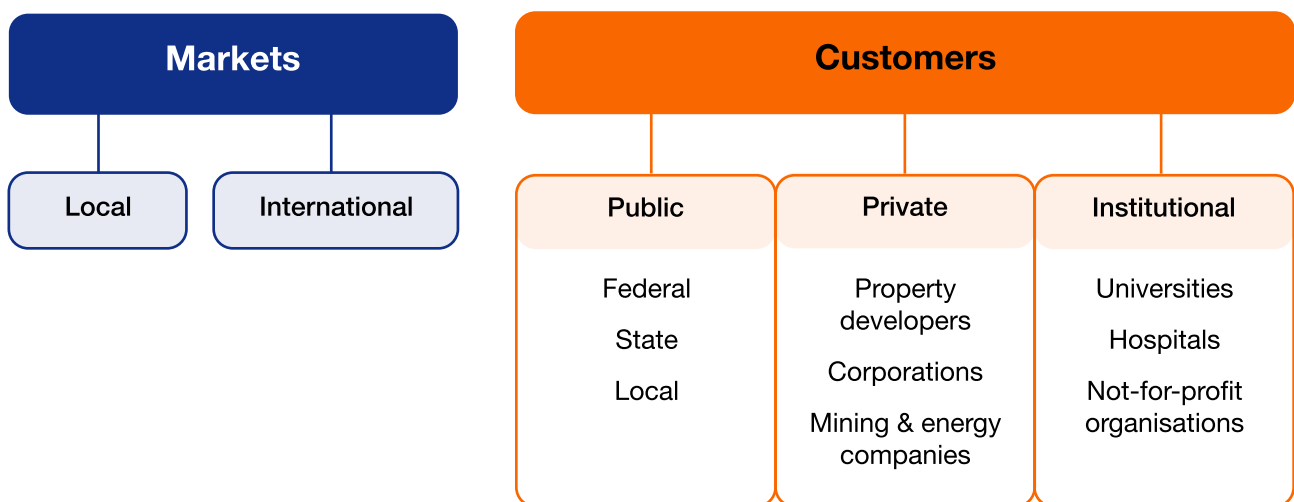 Markets
Local
International
Customers
Public
Federal
State
Local
Private
Property
developers
Corporations
Mining & energy
companies
Institutional
Universities
Hospitals
Not-for-profit
organisations